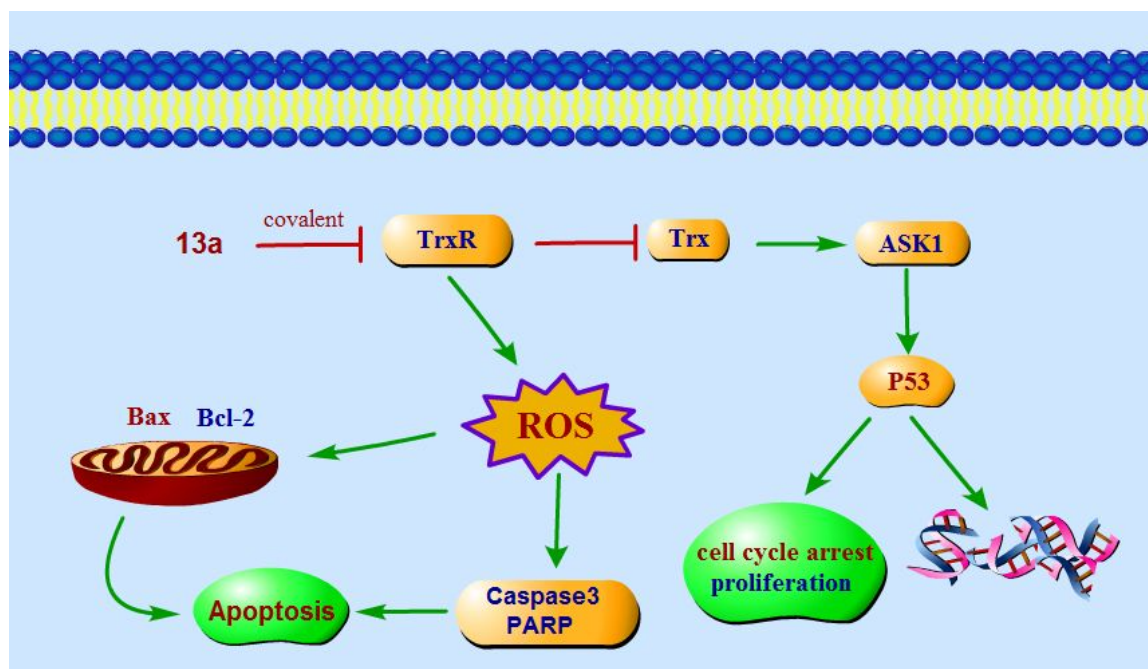 covalent
13a
TrxR
Trx
ASK1
P53
Bax Bcl-2
ROS
cell cycle arrest
proliferation
Caspase3
PARP
Apoptosis